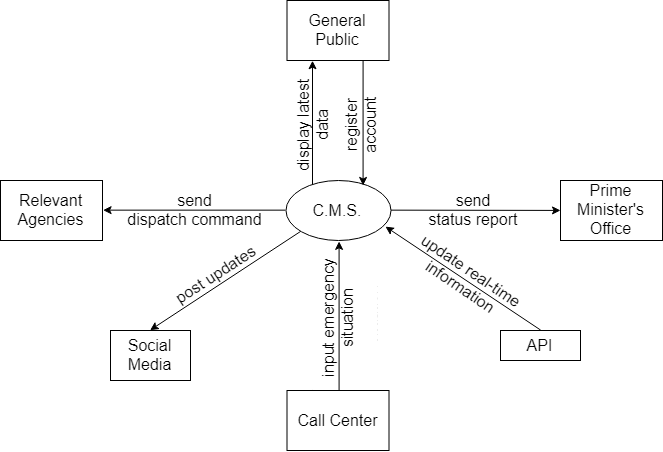 General
Public
display latest
data
register
account
Relevant
Agencies
send
dispatch command
C.M.S.
send
status report
Prime
Minister's
Office
post updates
update real-time
information
input emergency
situation
Social
Media
API
Call Center